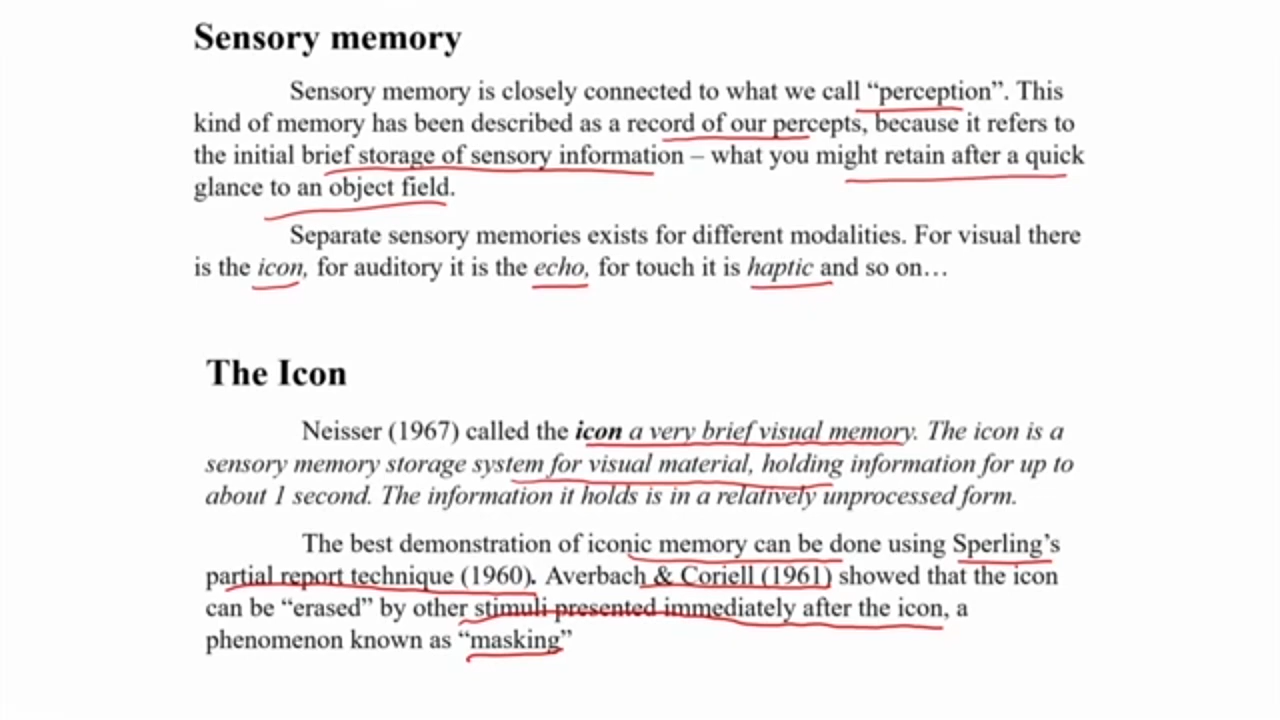 Sensory memory
Sensory memory is closely connected to what we call “perception”. This
kind of memory has been described as a record of our percepts, because it refers to
the initial brief storage of sensory information – what you might retain after a quick
glance to an object field.
Separate sensory memories exists for different modalities. For visual there
is the icon, for auditory it is the echo, for touch it is haptic and so on…
The Icon
Neisser (1967) called the icon a very brief visual memory. The icon is a
sensory memory storage system for visual material, holding information for up to
about 1 second. The information it holds is in a relatively unprocessed form.
The best demonstration of iconic memory can be done using Sperling’s
partial report technique (1960). Averbach & Coriell (1961) showed that the icon
can be “erased” by other stimuli presented immediately after the icon, a
phenomenon known as “masking”